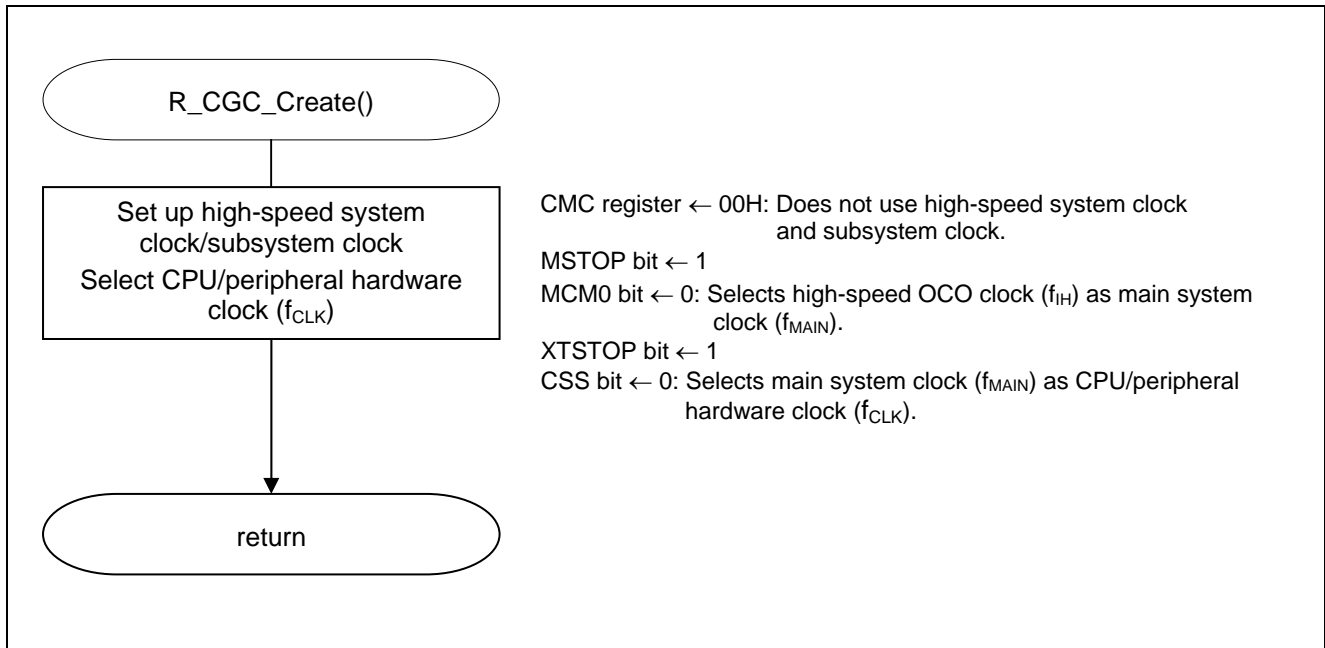 R_CGC_Create()
Set up high-speed system
clock/subsystem clock
Select CPU/peripheral hardware
clock (fCLK)
CMC register ← 00H: Does not use high-speed system clock
and subsystem clock.
MSTOP bit ← 1
MCM0 bit ← 0: Selects high-speed OCO clock (fIH) as main system
clock (fMAIN).
XTSTOP bit ← 1
CSS bit ← 0: Selects main system clock (fMAIN) as CPU/peripheral
hardware clock (fCLK).
return